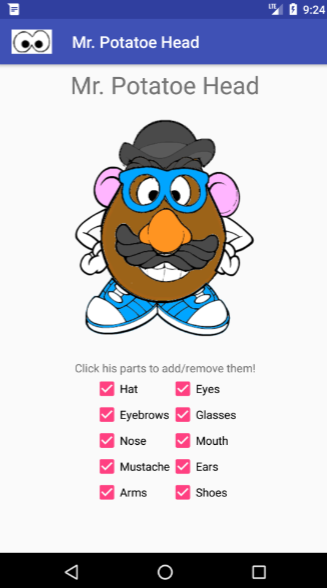 LTE 9:24
Mr. Potatoe Head
Mr. Potatoe Head
Click his parts to add/remove them!
Hat Eyes
Eyebrows Glasses
Nose Mouth
Mustache Ears
Arms Shoes